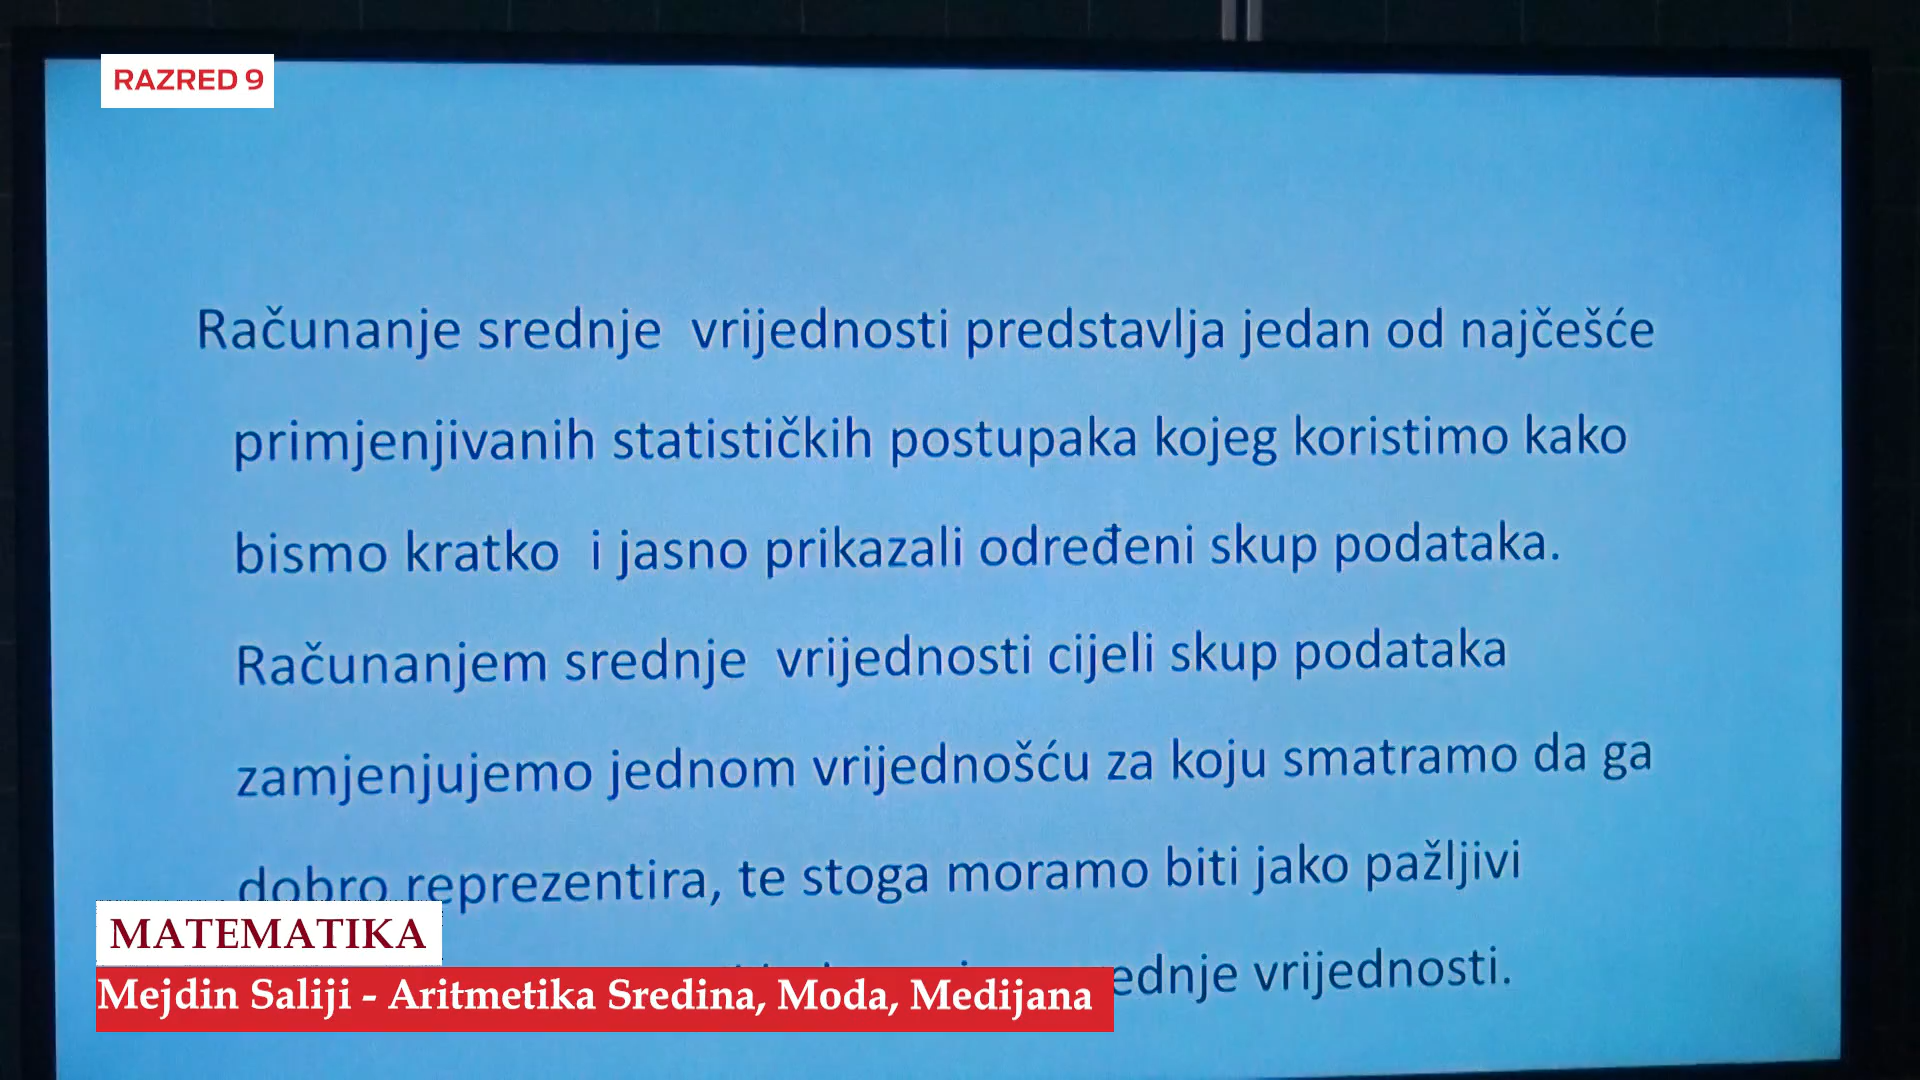 RAZRED 9
Računanje srednje vrijednosti predstavlja jedan od najčešće
primjenjivanih statističkih postupaka kojeg koristimo kako
bismo kratko i jasno prikazali određeni skup podataka.
Računanjem srednje vrijednosti cijeli skup podataka
zamjenjujemo jednom vrijednošću za koju smatramo da ga
dobro reprezentira, te stoga moramo biti jako pažljivi
vrijednosti.
MATEMATIKA
Mejdin Saliji - Aritmetika Sredina, Moda, Medijana